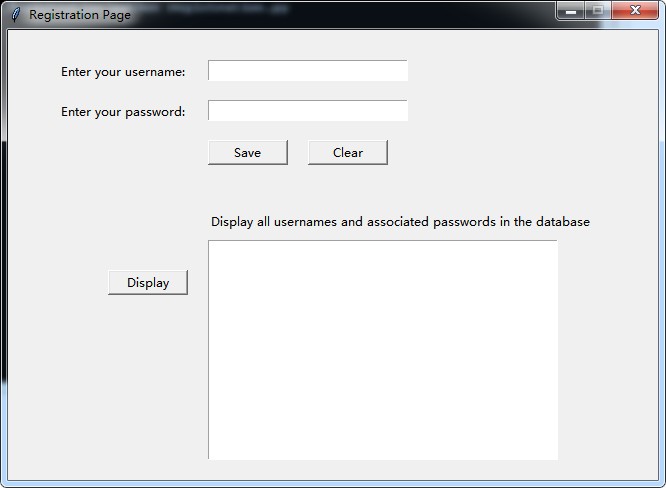 Registration Page
Enter your username:
Enter your password:
Save Clear
Display all usernames and associated passwords in the database
Display